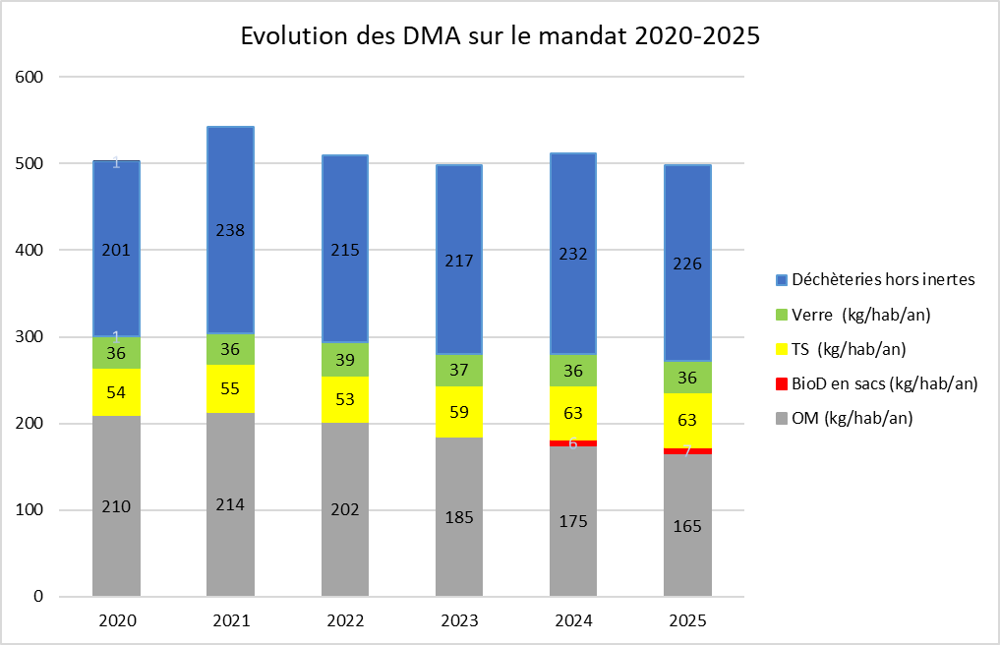 Evolution des DMA sur le mandat 2020-2025
600
500
400
300
200
100
0
1
201 238 215 217 232 226
1
36 36 39 37 36 36
54 55 53 59 63 63
6 7
210 214 202 185 175 165
2020 2021 2022 2023 2024 2025
Déchèteries hors inertes
Verre  (kg/hab/an)
TS  (kg/hab/an)
BioD en sacs (kg/hab/an)
OM (kg/hab/an)